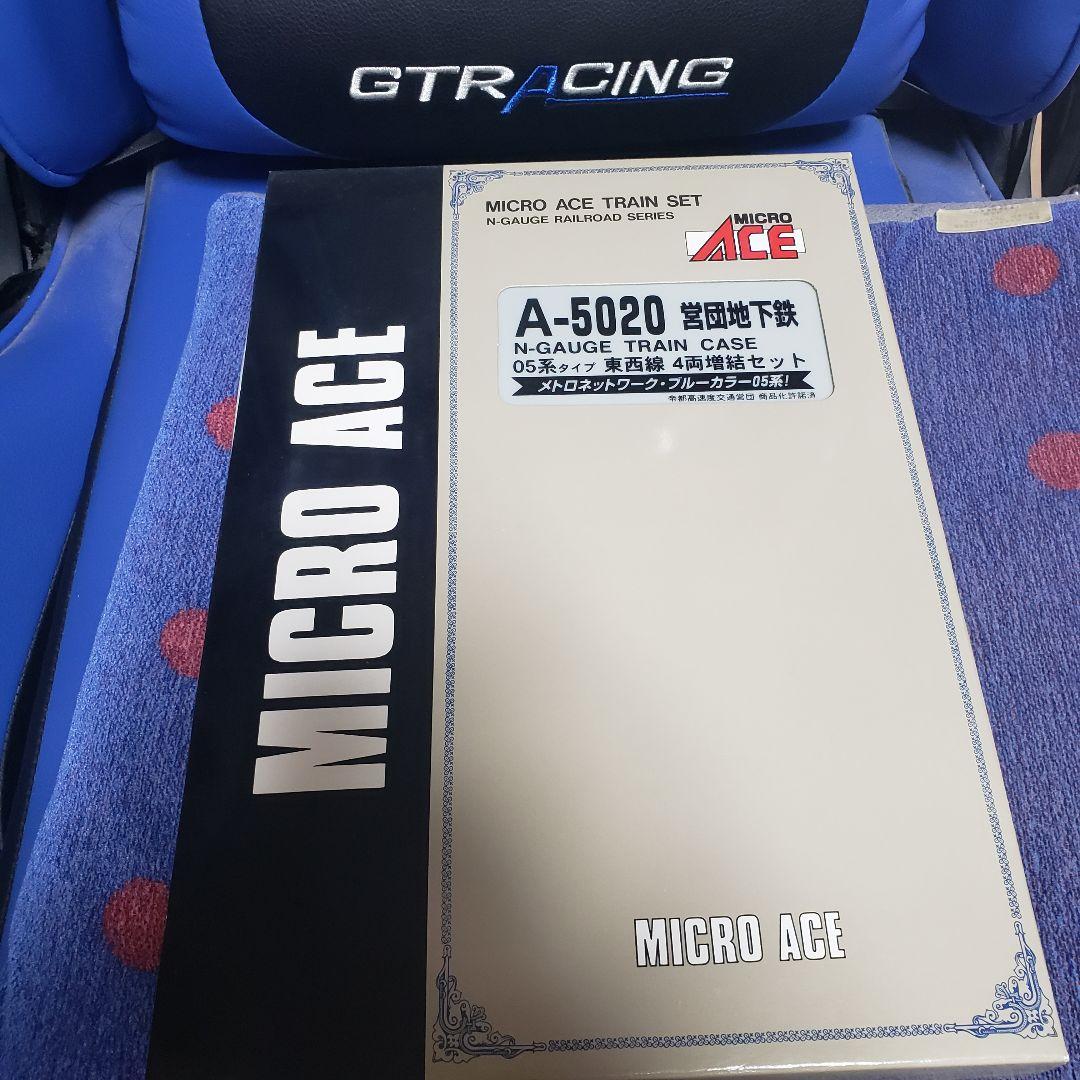 GTRACING
MICRO ACE TRAIN SET
N-GAUGE RAILROAD SERIES
MICRO
ACE
A-5020 営団地下鉄
N-GAUGE TRAIN CASE
05系タイプ 東西線 4両増結セット
メトロネットワーク・ブルーカラー05系!
帝都高速度交通営団 商品化許諾済
MICRO ACE
MICRO ACE